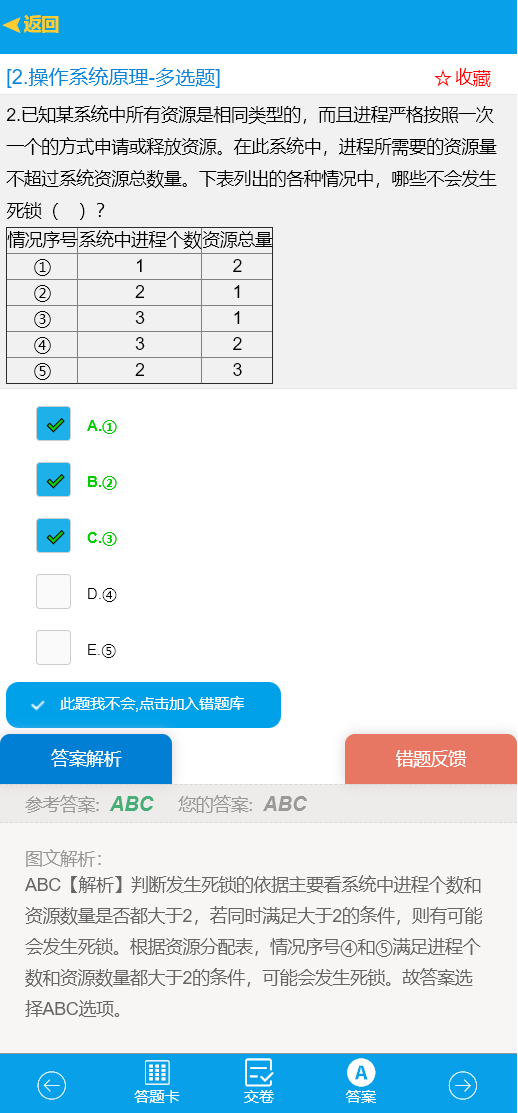 返回
[2.操作系统原理-多选题]
☆ 收藏
2.已知某系统中所有资源是相同类型的，而且进程严格按照一次
一个的方式申请或释放资源。在此系统中，进程所需要的资源量
不超过系统资源总数量。下表列出的各种情况中，哪些不会发生
死锁（ ）？
情况序号 系统中进程个数 资源总量
① 1 2
② 2 1
③ 3 1
④ 3 2
⑤ 2 3
A.①
B.②
C.③
D.④
E.⑤
此题我不会,点击加入错题库
答案解析
错题反馈
参考答案: ABC 您的答案: ABC
图文解析:
ABC【解析】判断发生死锁的依据主要看系统中进程个数和
资源数量是否都大于2，若同时满足大于2的条件，则有可能
会发生死锁。根据资源分配表，情况序号④和⑤满足进程个
数和资源数量都大于2的条件，可能会发生死锁。故答案选
择ABC选项。
答题卡
交卷
A
答案